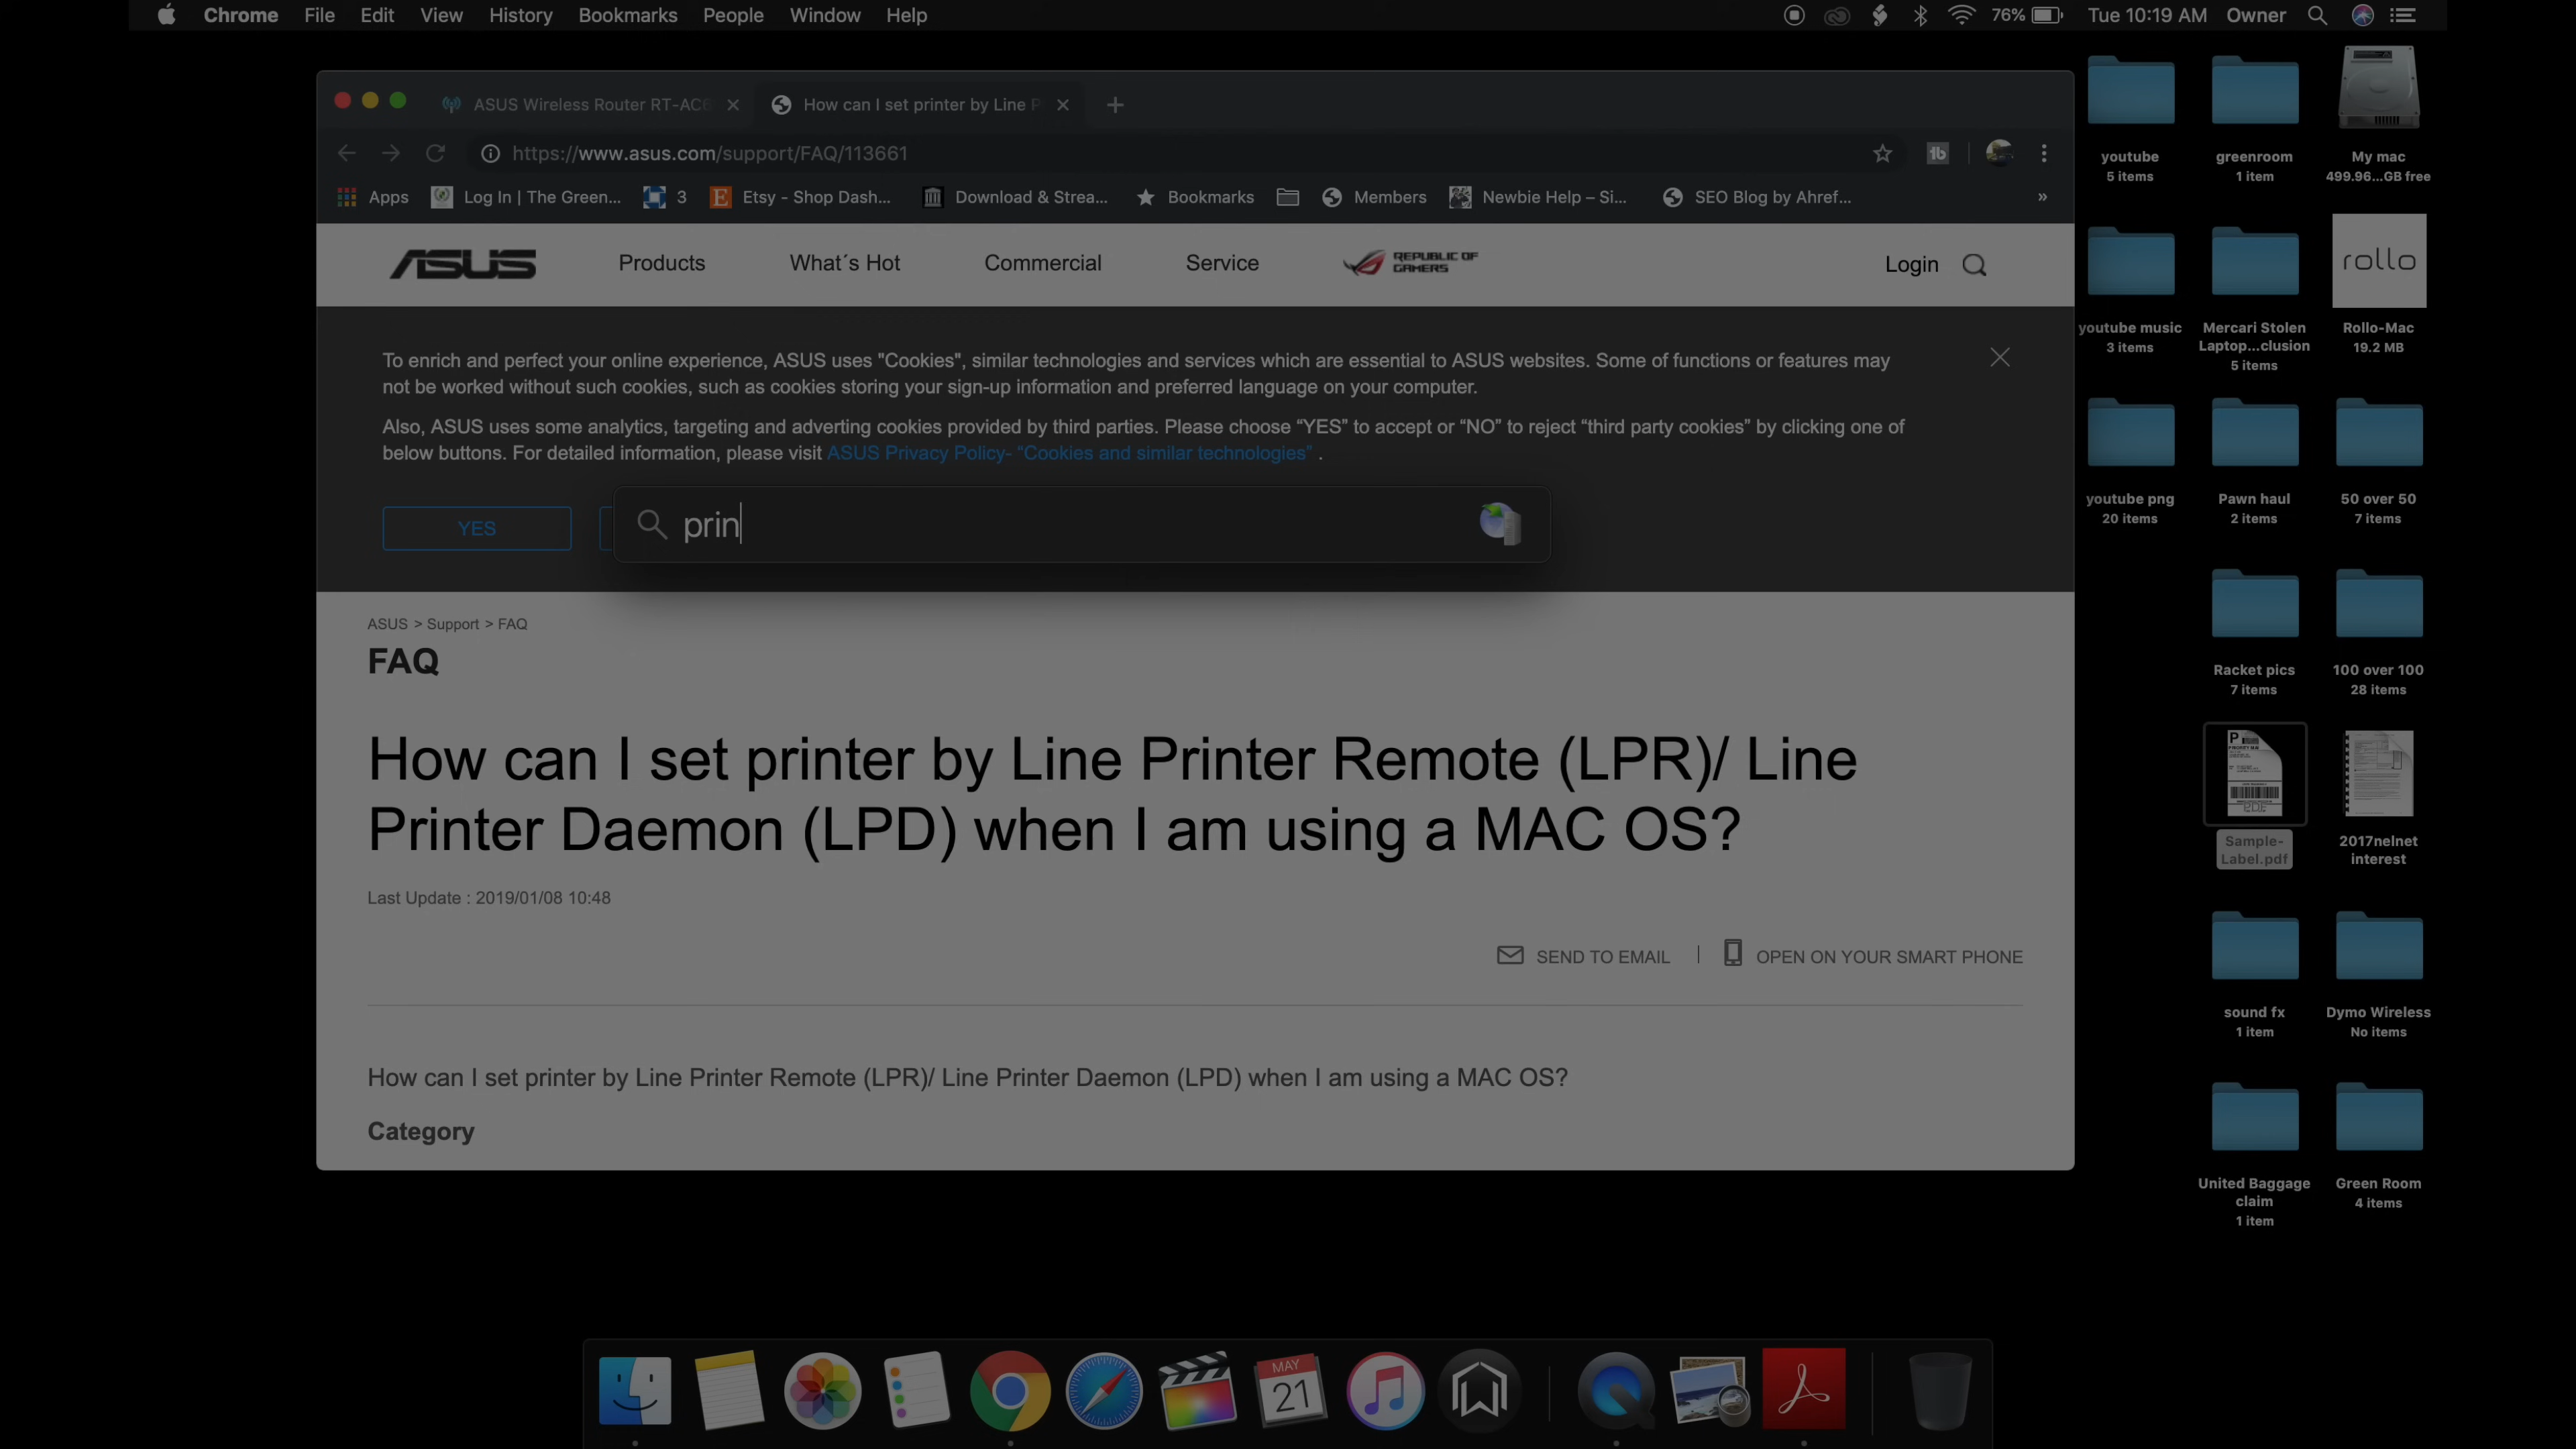 Chrome File Edit View History Bookmarks People Window Help 76% Tue 10:19 AM Owner
ASUS Wireless Router RT-AC6 How can I set printer by Line P
https://www.asus.com/support/FAQ/113661
Apps Log In | The Green... 3 Etsy - Shop Dash... Download & Strea... Bookmarks Members Newbie Help – Si... SEO Blog by Ahref... »
ASUS Products What´s Hot Commercial Service REPUBLIC OF GAMERS Login
To enrich and perfect your online experience, ASUS uses "Cookies", similar technologies and services which are essential to ASUS websites. Some of functions or features may
not be worked without such cookies, such as cookies storing your sign-up information and preferred language on your computer.
Also, ASUS uses some analytics, targeting and adverting cookies provided by third parties. Please choose “YES” to accept or “NO” to reject “third party cookies” by clicking one of
below buttons. For detailed information, please visit ASUS Privacy Policy- “Cookies and similar technologies” .
YES
prin
ASUS > Support > FAQ
FAQ
How can I set printer by Line Printer Remote (LPR)/ Line
Printer Daemon (LPD) when I am using a MAC OS?
Last Update : 2019/01/08 10:48
SEND TO EMAIL | OPEN ON YOUR SMART PHONE
How can I set printer by Line Printer Remote (LPR)/ Line Printer Daemon (LPD) when I am using a MAC OS?
Category
youtube
5 items
greenroom
1 item
My mac
499.96...GB free
rollo
youtube music
3 items
Mercari Stolen
Laptop...clusion
5 items
Rollo-Mac
19.2 MB
youtube png
20 items
Pawn haul
2 items
50 over 50
7 items
Racket pics
7 items
100 over 100
28 items
Sample-
Label.pdf
2017nelnet
interest
sound fx
1 item
Dymo Wireless
No items
United Baggage
claim
1 item
Green Room
4 items
MAY
21